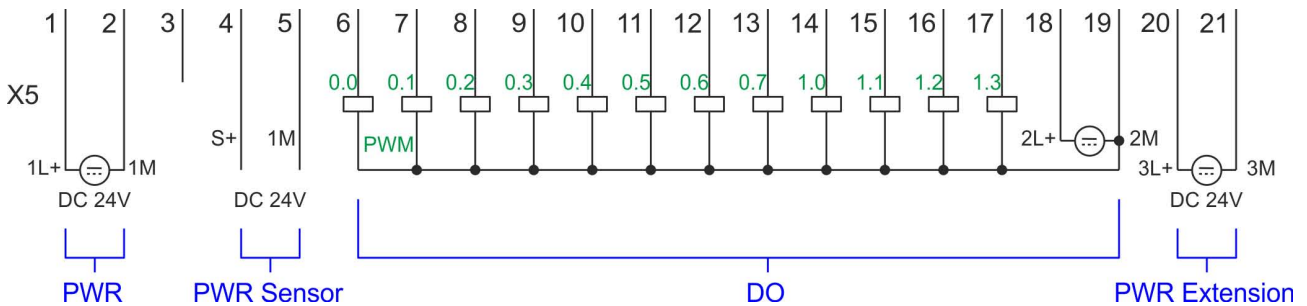 1 2 3 4 5 6 7 8 9 10 11 12 13 14 15 16 17 18 19 20 21
0.0 0.1 0.2 0.3 0.4 0.5 0.6 0.7 1.0 1.1 1.2 1.3
X5
S+ 1M PWM 2L+ 2M
1L+ 1M 3L+ 3M
DC 24V DC 24V DC 24V
PWR PWR Sensor DO PWR Extension